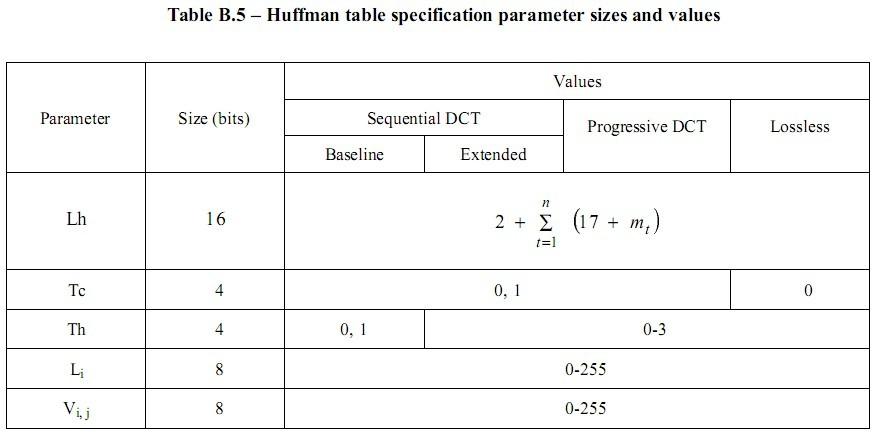 Table B.5 – Huffman table specification parameter sizes and values
Values
Parameter Size (bits) Sequential DCT Progressive DCT Lossless
Baseline Extended
Lh 16 2 + n Σ t=1 (17 + m_t)
Tc 4 0, 1 0
Th 4 0, 1 0-3
L_i 8 0-255
V_i, j 8 0-255